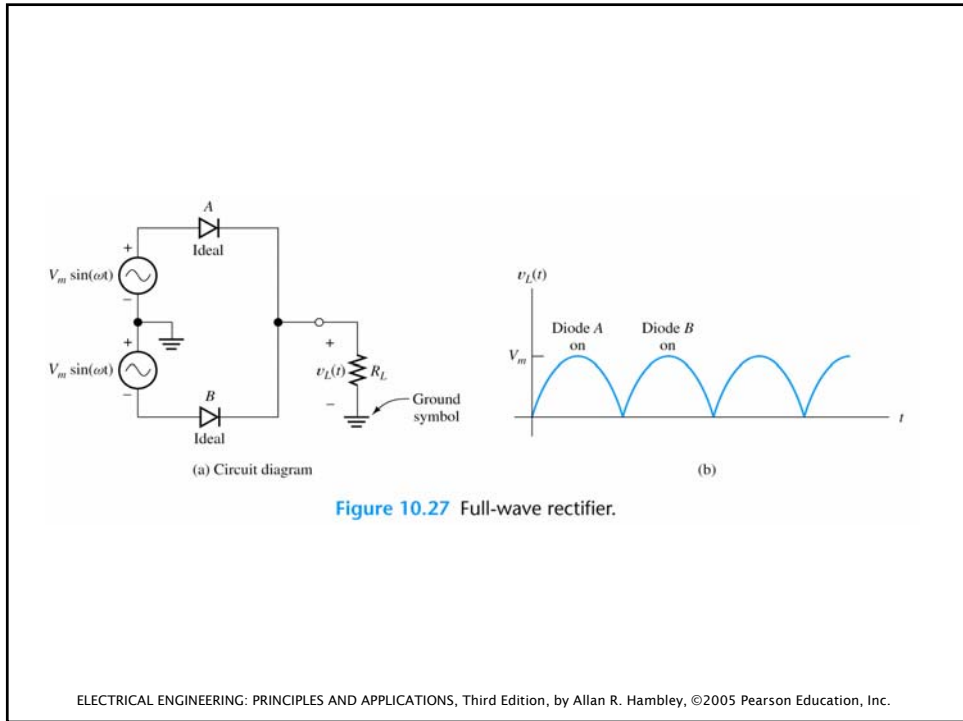 A
Ideal
+
V_m sin(ωt)
−
+
V_m sin(ωt)
−
B
Ideal
+
v_L(t)
R_L
−
Ground
symbol
(a) Circuit diagram
v_L(t)
Diode A
on
Diode B
on
V_m
t
(b)
Figure 10.27 Full-wave rectifier.
ELECTRICAL ENGINEERING: PRINCIPLES AND APPLICATIONS, Third Edition, by Allan R. Hambley, ©2005 Pearson Education, Inc.